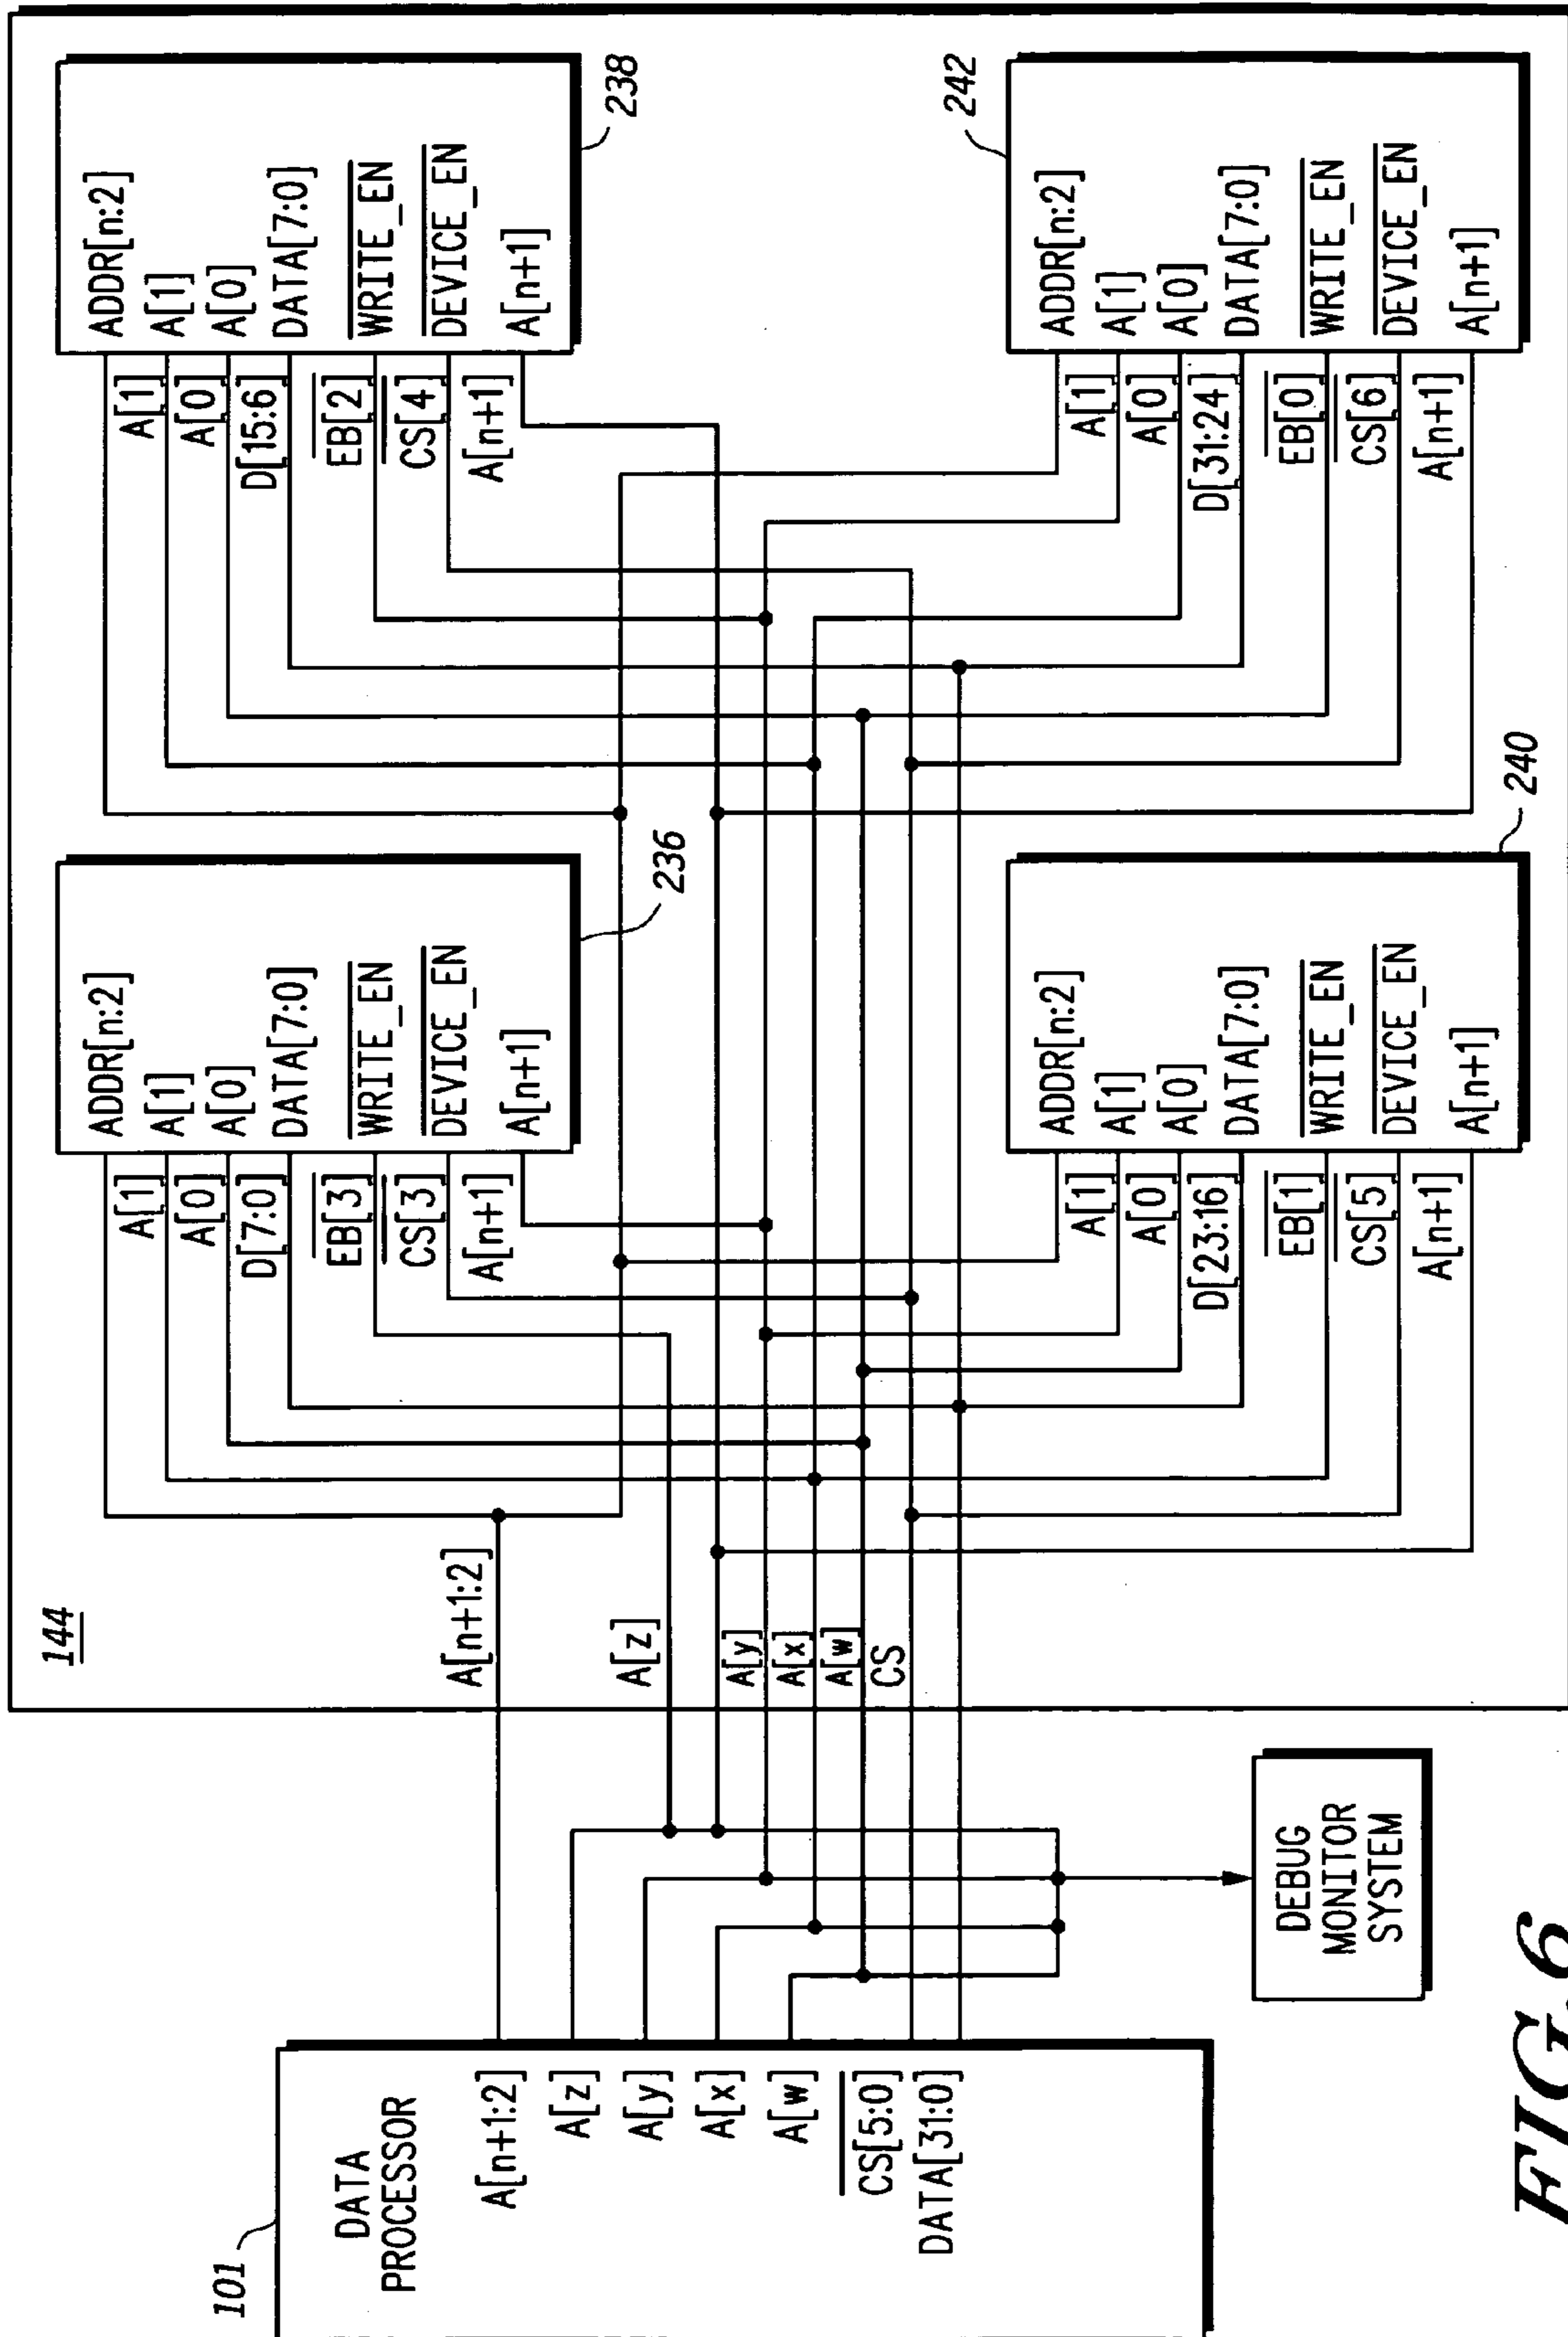 101
DATA
PROCESSOR
A[n+1:2]
A[z]
A[y]
A[x]
A[w]
CS[5:0]
DATA[31:0]
DEBUG
MONITOR
SYSTEM
144
A[n+1:2]
A[z]
A[y]
A[x]
A[w]
CS
A[1]
A[0]
D[7:0]
EB[3]
CS[3]
A[n+1]
ADDR[n:2]
A[1]
A[0]
DATA[7:0]
WRITE_EN
DEVICE_EN
A[n+1]
236
A[1]
A[0]
D[15:6]
EB[2]
CS[4]
A[n+1]
ADDR[n:2]
A[1]
A[0]
DATA[7:0]
WRITE_EN
DEVICE_EN
A[n+1]
238
A[1]
A[0]
D[23:16]
EB[1]
CS[5]
A[n+1]
ADDR[n:2]
A[1]
A[0]
DATA[7:0]
WRITE_EN
DEVICE_EN
A[n+1]
240
A[1]
A[0]
D[31:24]
EB[0]
CS[6]
A[n+1]
ADDR[n:2]
A[1]
A[0]
DATA[7:0]
WRITE_EN
DEVICE_EN
A[n+1]
242
FIG.6